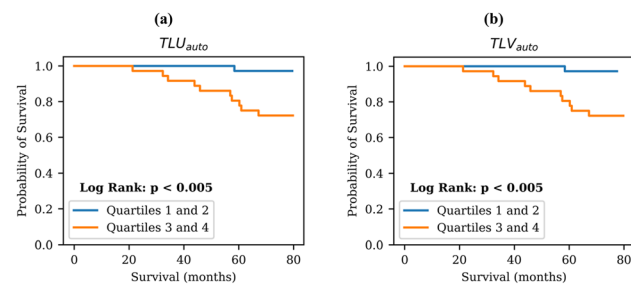 (a)
TLU_auto
Probability of Survival
1.0
0.8
0.6
0.4
0.2
0.0
Log Rank: p < 0.005
Quartiles 1 and 2
Quartiles 3 and 4
0 20 40 60 80
Survival (months)
(b)
TLV_auto
Probability of Survival
1.0
0.8
0.6
0.4
0.2
0.0
Log Rank: p < 0.005
Quartiles 1 and 2
Quartiles 3 and 4
0 20 40 60 80
Survival (months)